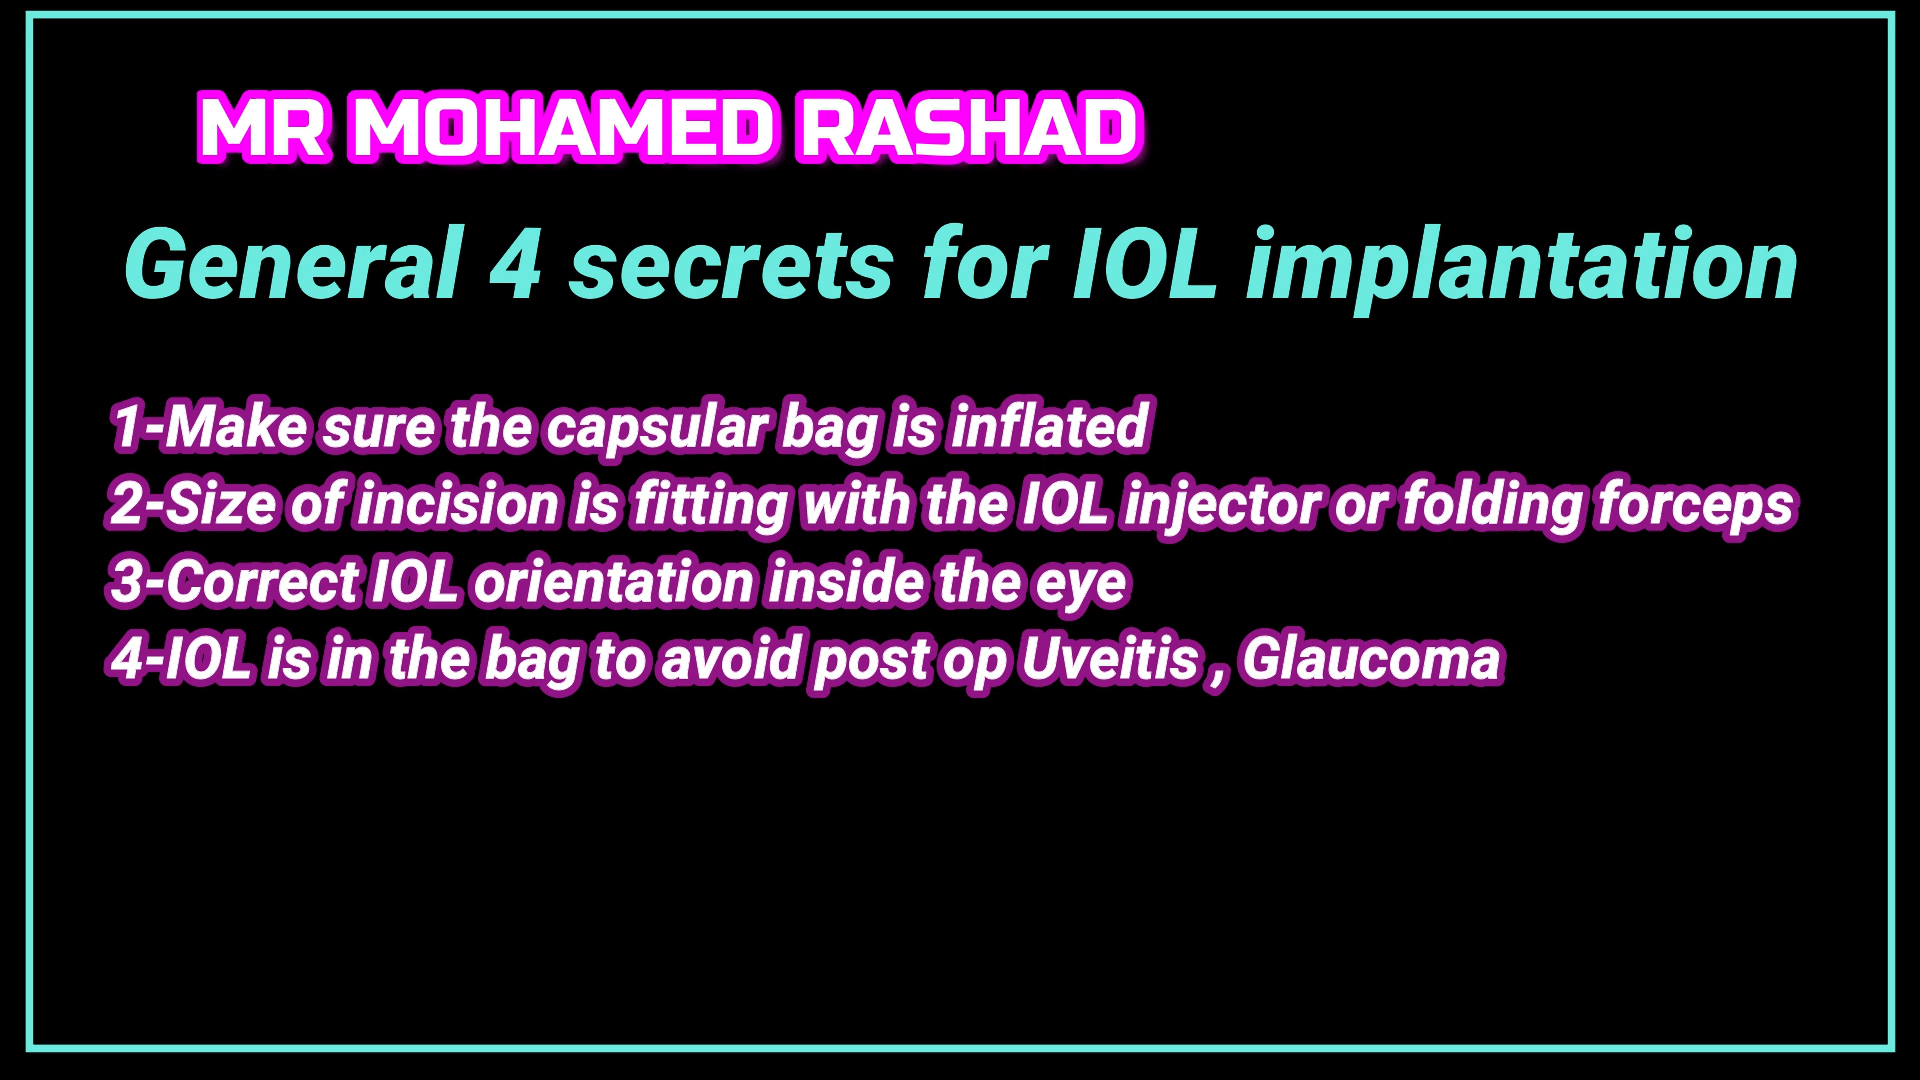 MR MOHAMED RASHAD
General 4 secrets for IOL implantation
1-Make sure the capsular bag is inflated
2-Size of incision is fitting with the IOL injector or folding forceps
3-Correct IOL orientation inside the eye
4-IOL is in the bag to avoid post op Uveitis , Glaucoma